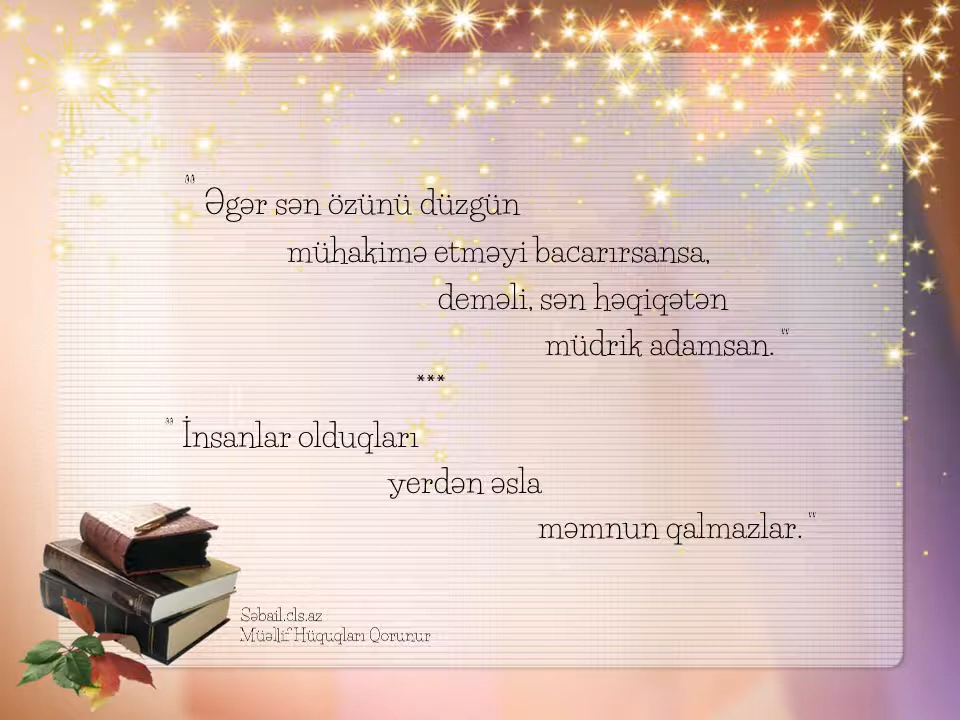 " Əgər sən özünü düzgün
mühakimə etməyi bacarırsansa,
deməli, sən həqiqətən
müdrik adamsan."
***
" İnsanlar olduqları
yerdən əsla
məmnun qalmazlar."
Səbail.cls.az
Müəllif Hüquqları Qorunur